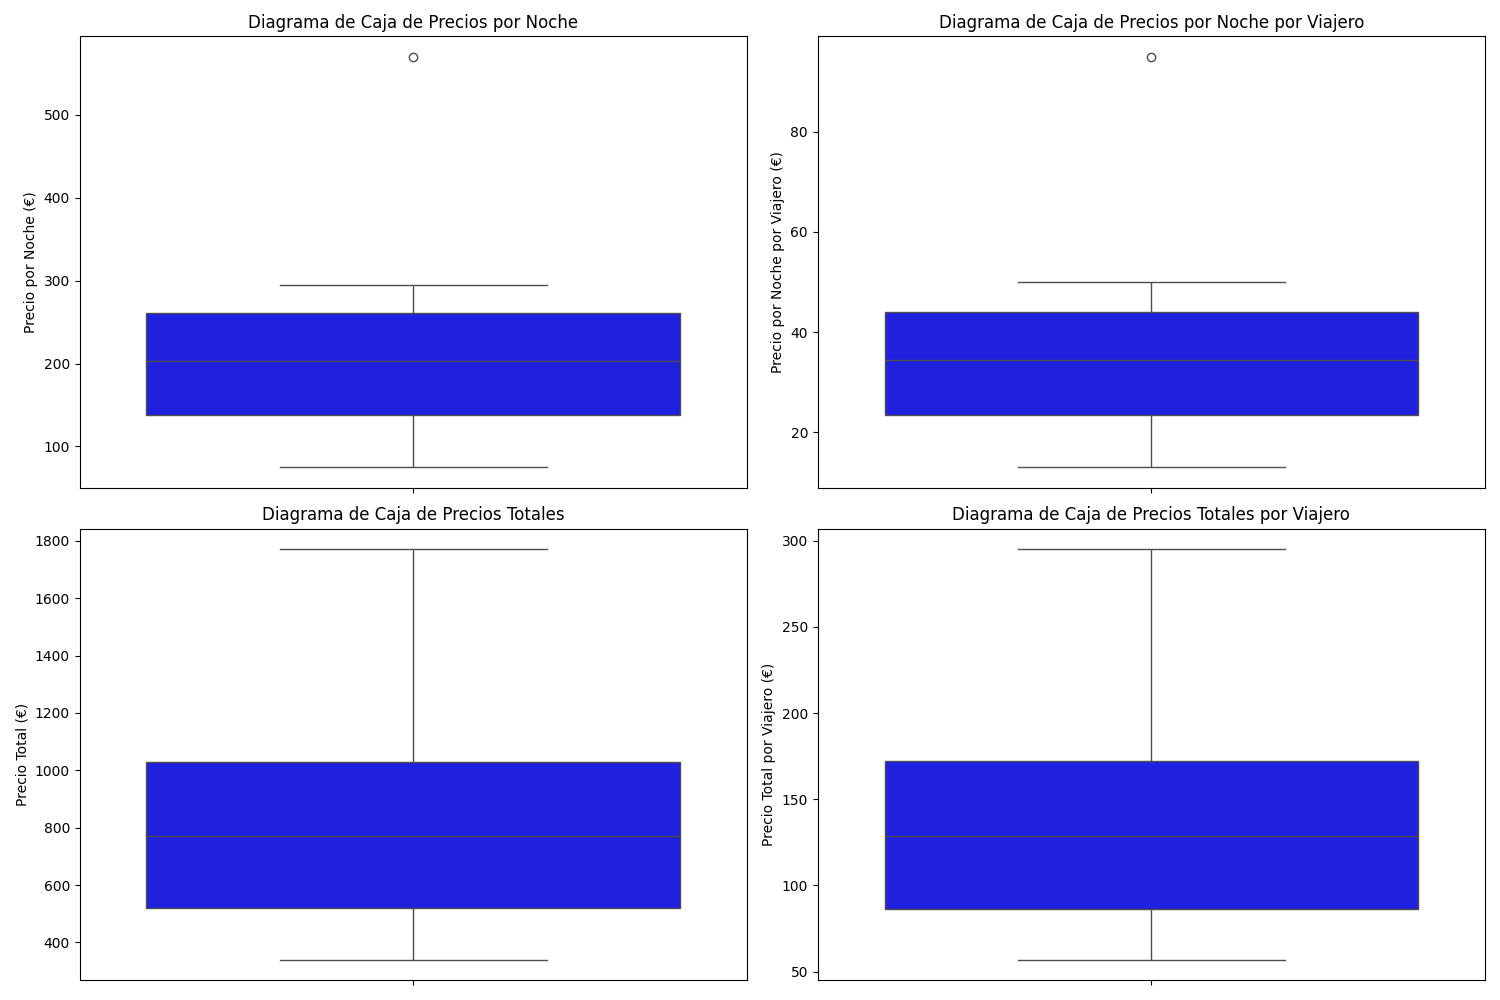 Diagrama de Caja de Precios por Noche
Precio por Noche (€)
500
400
300
200
100
Diagrama de Caja de Precios por Noche por Viajero
Precio por Noche por Viajero (€)
80
60
40
20
Diagrama de Caja de Precios Totales
Precio Total (€)
1800
1600
1400
1200
1000
800
600
400
Diagrama de Caja de Precios Totales por Viajero
Precio Total por Viajero (€)
300
250
200
150
100
50